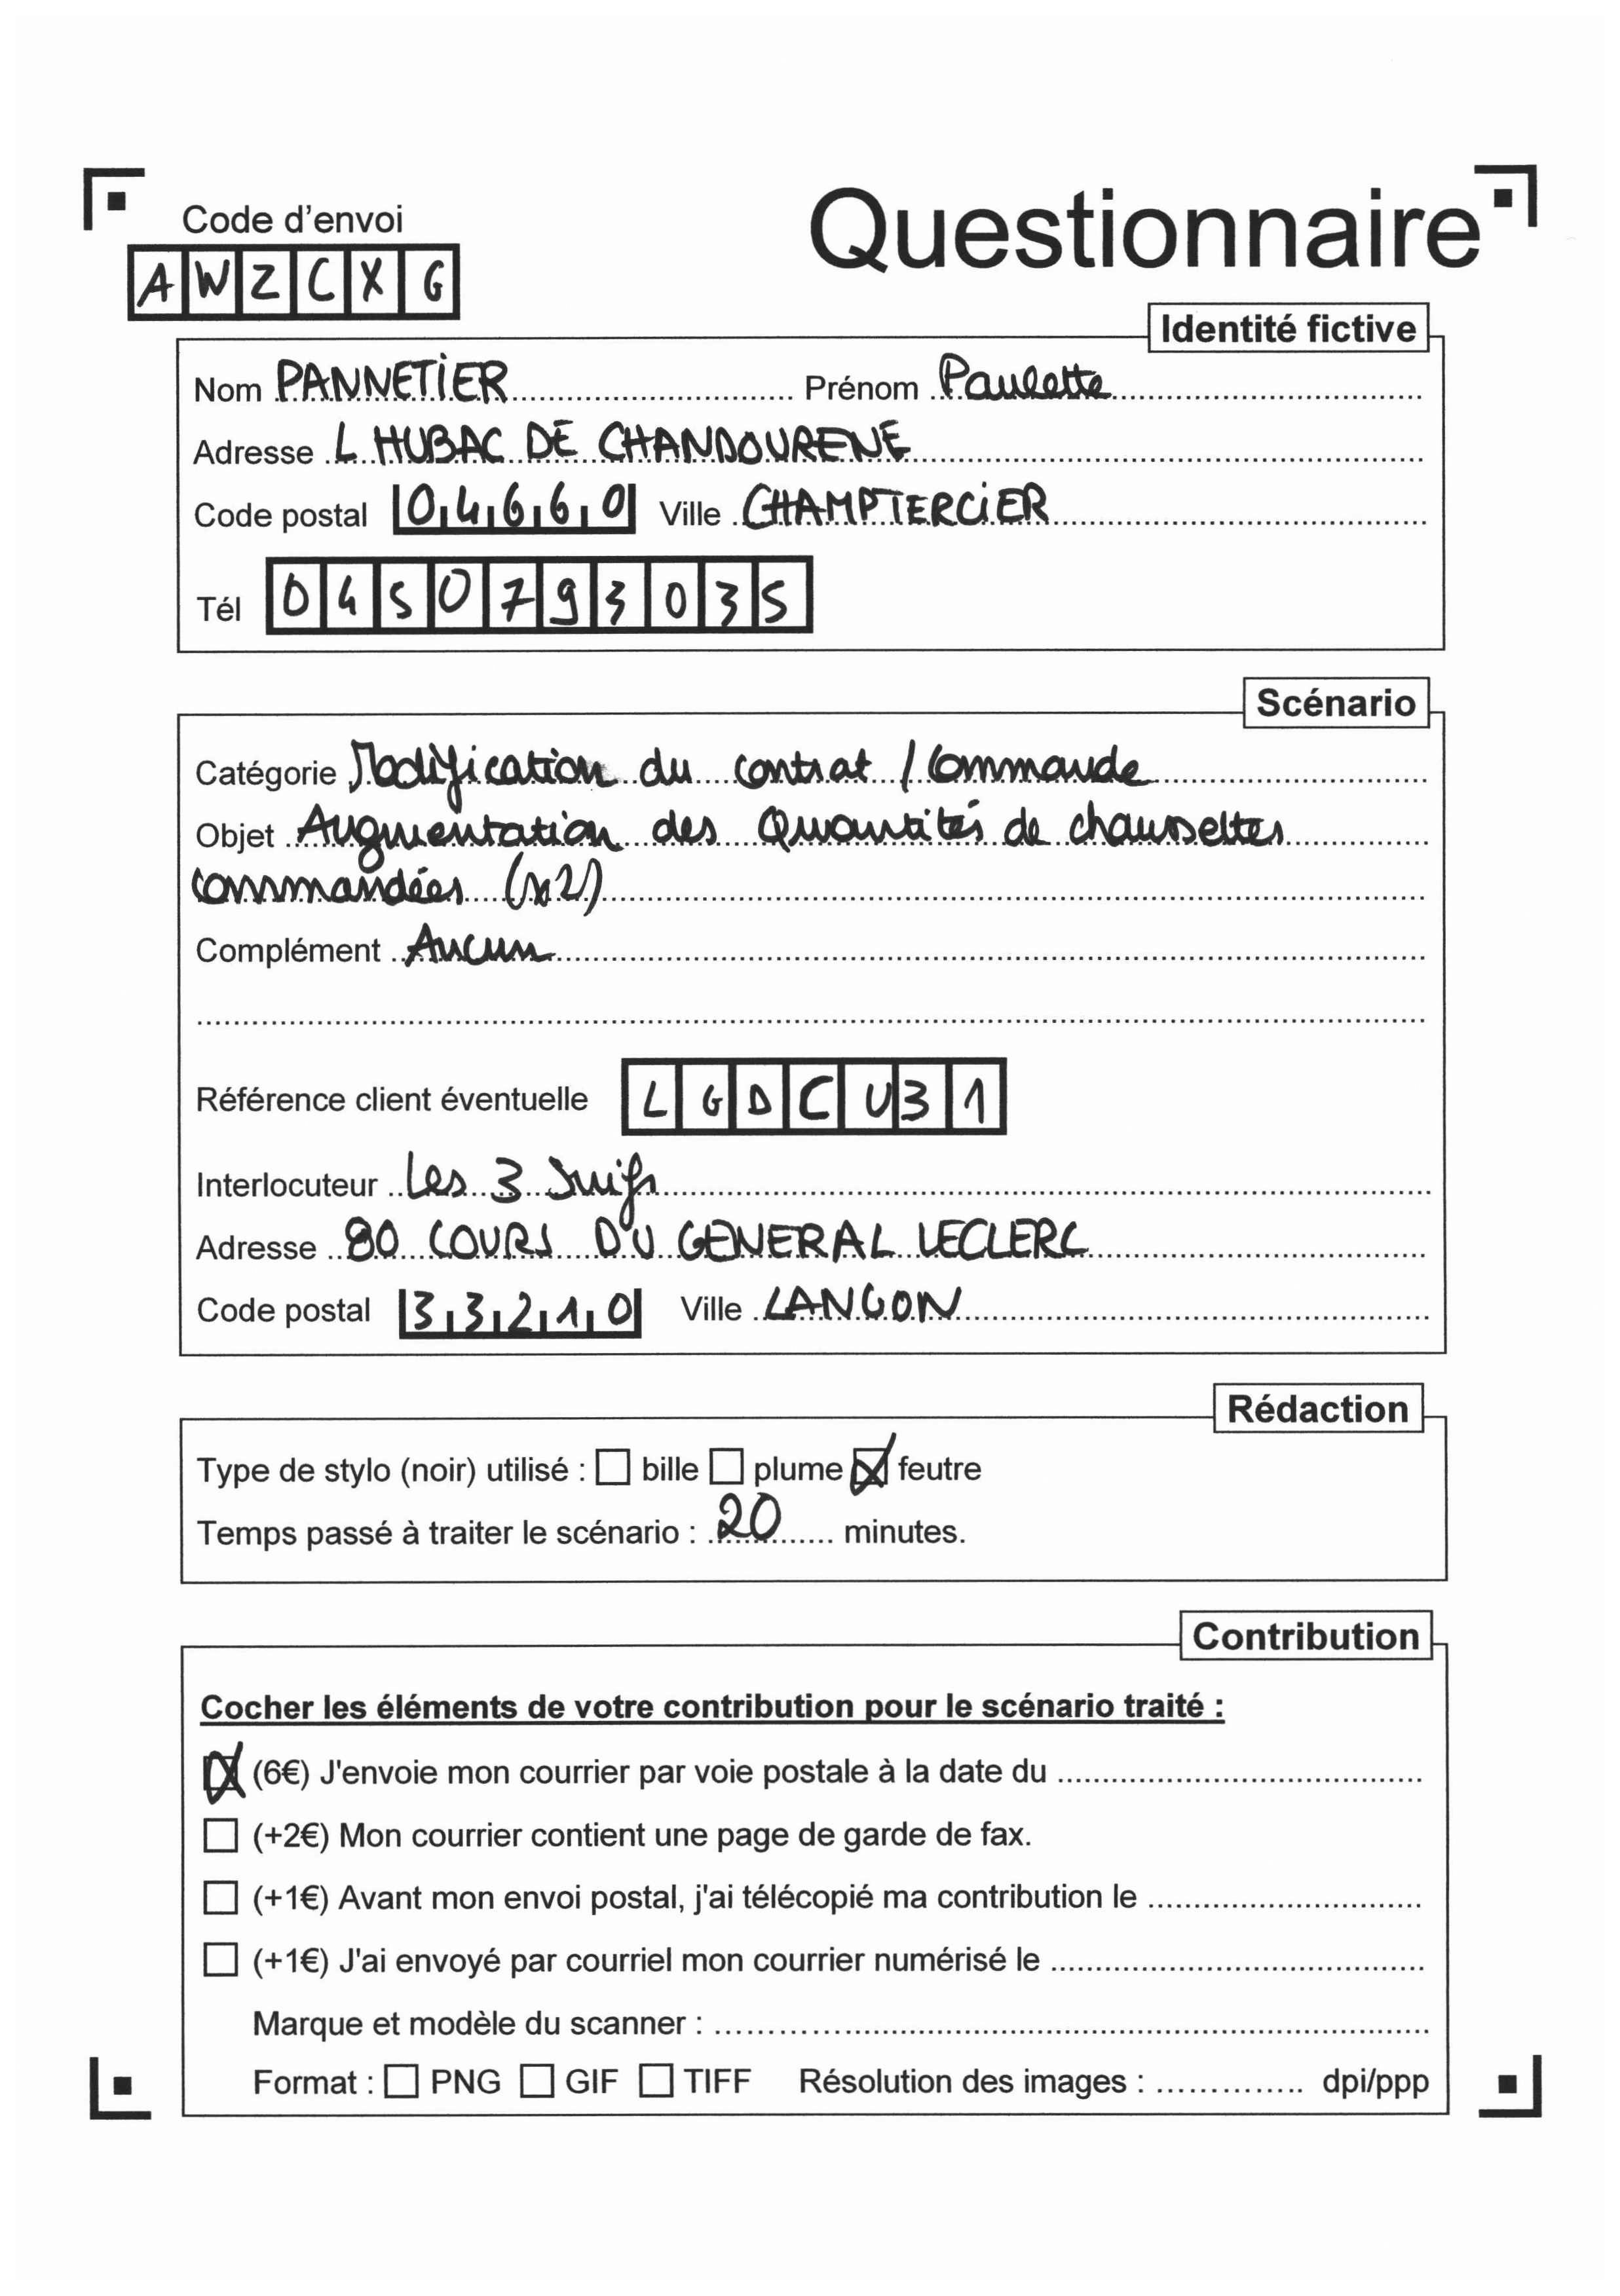 Code d'envoi
Questionnaire
AWZCXG
Identité fictive
Nom PANNETIER Prénom Paulette
Adresse L HUBAC DE CHANDOURENE
Code postal 04660 Ville CHAMPTERCIER
Tél 0450793035
Scénario
Catégorie Modification du contrat / Commande
Objet Augmentation des Quantités de chaussettes
commandées (x2)
Complément Aucun
Référence client éventuelle LGDCU31
Interlocuteur Les 3 Suisses
Adresse 80 COURS DU GENERAL LECLERC
Code postal 33210 Ville LANGON
Rédaction
Type de stylo (noir) utilisé : ☐ bille ☐ plume ☒ feutre
Temps passé à traiter le scénario : 20 minutes.
Contribution
Cocher les éléments de votre contribution pour le scénario traité :
☒ (6€) J'envoie mon courrier par voie postale à la date du
☐ (+2€) Mon courrier contient une page de garde de fax.
☐ (+1€) Avant mon envoi postal, j'ai télécopié ma contribution le
☐ (+1€) J'ai envoyé par courriel mon courrier numérisé le
Marque et modèle du scanner :
Format : ☐ PNG ☐ GIF ☐ TIFF Résolution des images : dpi/ppp